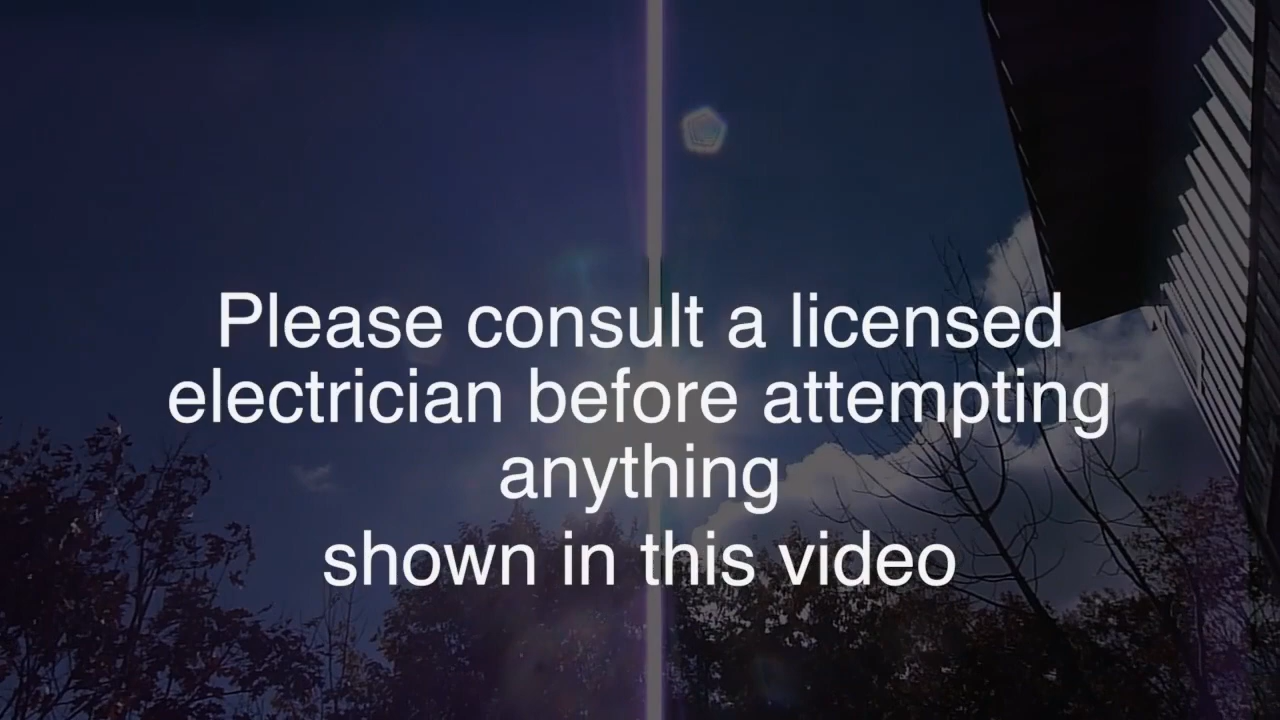 Please consult a licensed
electrician before attempting
anything
shown in this video